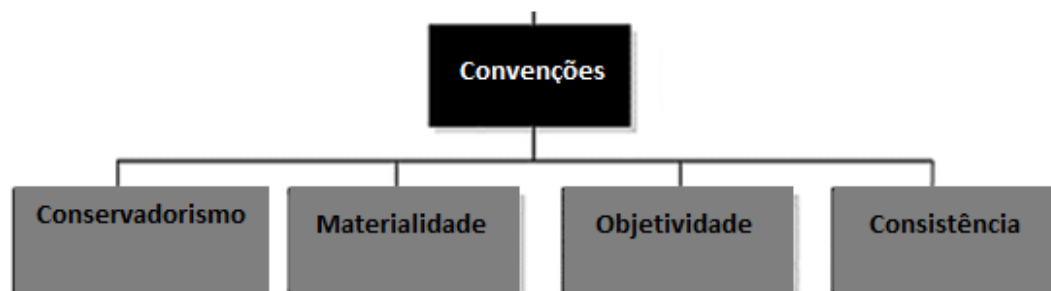 Convenções
Conservadorismo
Materialidade
Objetividade
Consistência